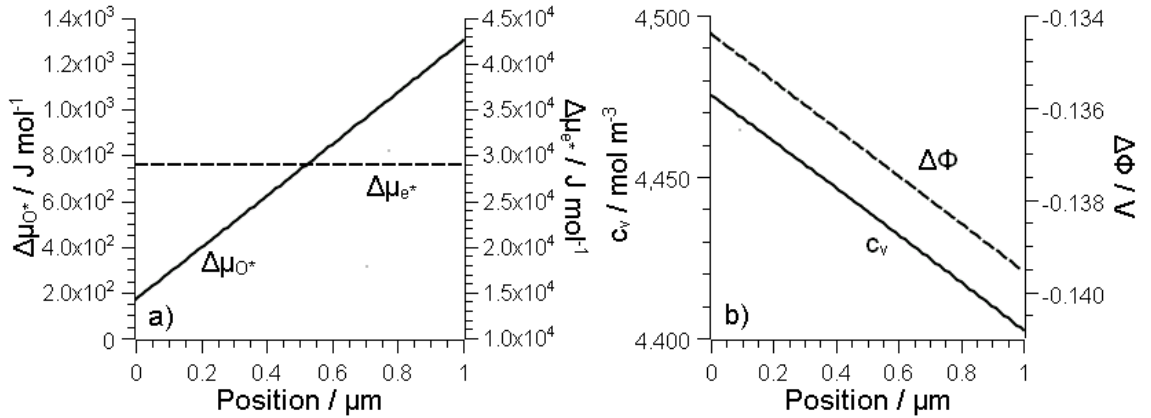 1.4x10³
1.2x10³
1.0x10³
8.0x10²
6.0x10²
4.0x10²
2.0x10²
0
Δμ_O* / J mol⁻¹
4.5x10⁴
4.0x10⁴
3.5x10⁴
3.0x10⁴
2.5x10⁴
2.0x10⁴
1.5x10⁴
1.0x10⁴
Δμ_e* / J mol⁻¹
Δμ_e*
Δμ_O*
a)
0 0.2 0.4 0.6 0.8 1
Position / μm
4,500
4,450
4,400
c_v / mol m⁻³
-0.134
-0.136
-0.138
-0.140
ΔΦ / V
ΔΦ
c_v
b)
0 0.2 0.4 0.6 0.8 1
Position / μm